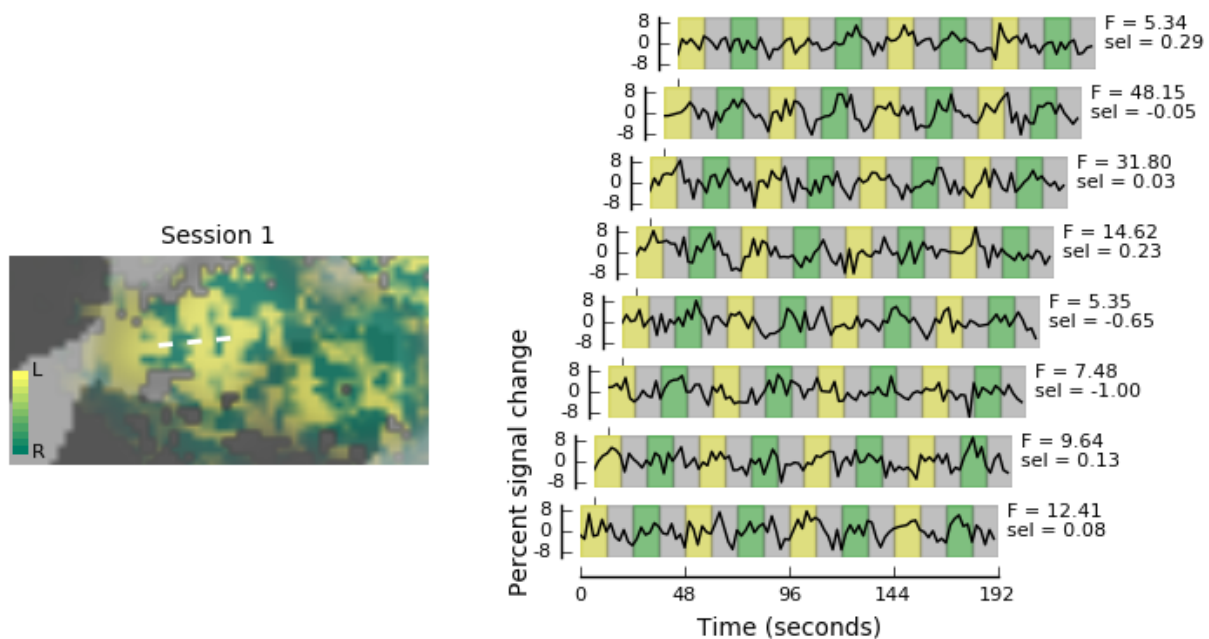 Session 1
L
R
Percent signal change
8
0
-8
F = 5.34
sel = 0.29
8
0
-8
F = 48.15
sel = -0.05
8
0
-8
F = 31.80
sel = 0.03
8
0
-8
F = 14.62
sel = 0.23
8
0
-8
F = 5.35
sel = -0.65
8
0
-8
F = 7.48
sel = -1.00
8
0
-8
F = 9.64
sel = 0.13
8
0
-8
F = 12.41
sel = 0.08
0 48 96 144 192
Time (seconds)